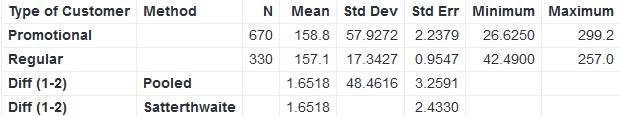 Type of Customer Method N Mean Std Dev Std Err Minimum Maximum
Promotional 670 158.8 57.9272 2.2379 26.6250 299.2
Regular 330 157.1 17.3427 0.9547 42.4900 257.0
Diff (1-2) Pooled 1.6518 48.4616 3.2591
Diff (1-2) Satterthwaite 1.6518 2.4330